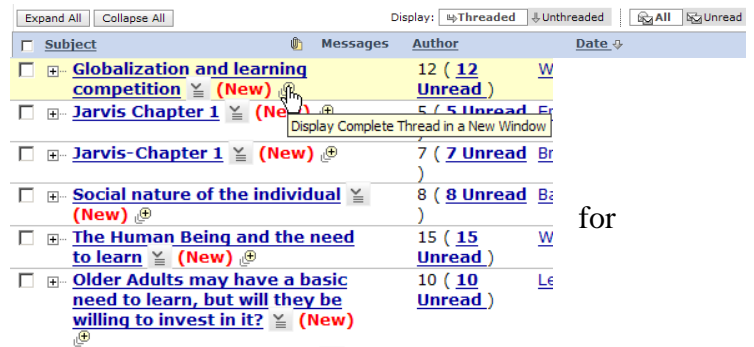 Expand All Collapse All Display: Threaded Unthreaded All Unread
Subject Messages Author Date
Globalization and learning 12 ( 12 W
competition (New) Unread )
Jarvis Chapter 1 (Ne 5 ( 5 Unread
Display Complete Thread in a New Window
Jarvis-Chapter 1 (New) 7 ( 7 Unread Br
)
Social nature of the individual 8 ( 8 Unread Ba
(New) )
for
The Human Being and the need 15 ( 15 W
to learn (New) Unread )
Older Adults may have a basic 10 ( 10 Le
need to learn, but will they be Unread )
willing to invest in it? (New)